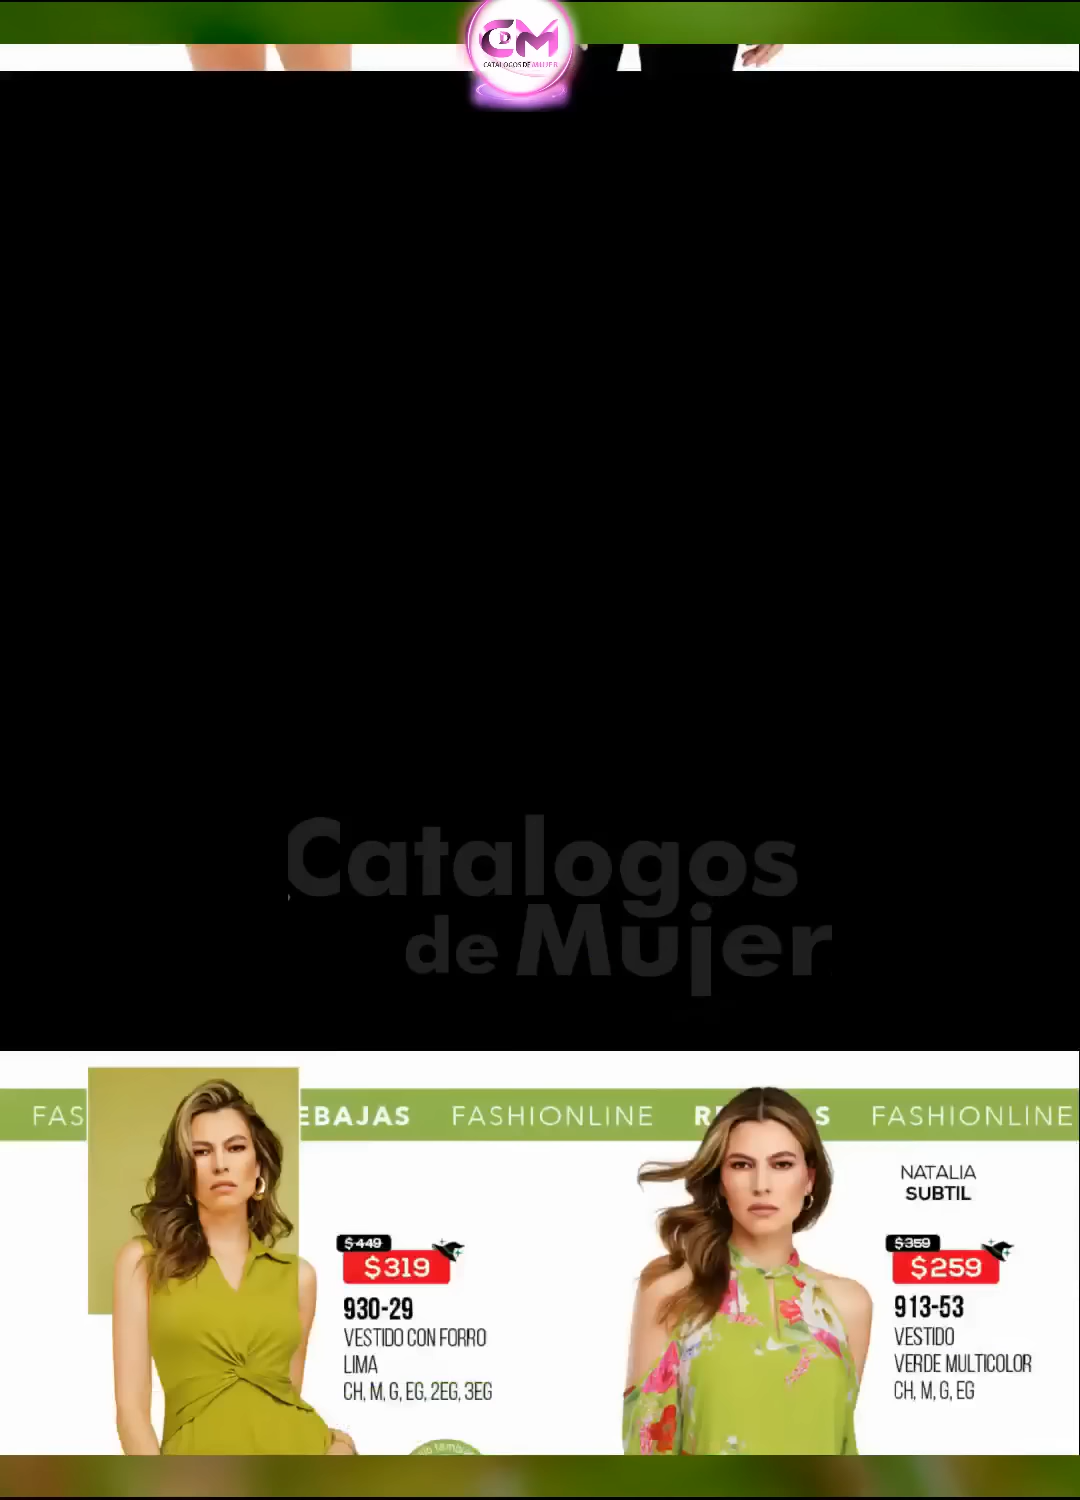 CDM
CATALOGOS DE MUJER
Catalogos
de Mujer
FAS
EBAJAS FASHIONLINE R
S FASHIONLINE
NATALIA
SUBTIL
$449
$319
930-29
VESTIDO CON FORRO
LIMA
CH, M, G, EG, 2EG, 3EG
$359
$259
913-53
VESTIDO
VERDE MULTICOLOR
CH, M, G, EG